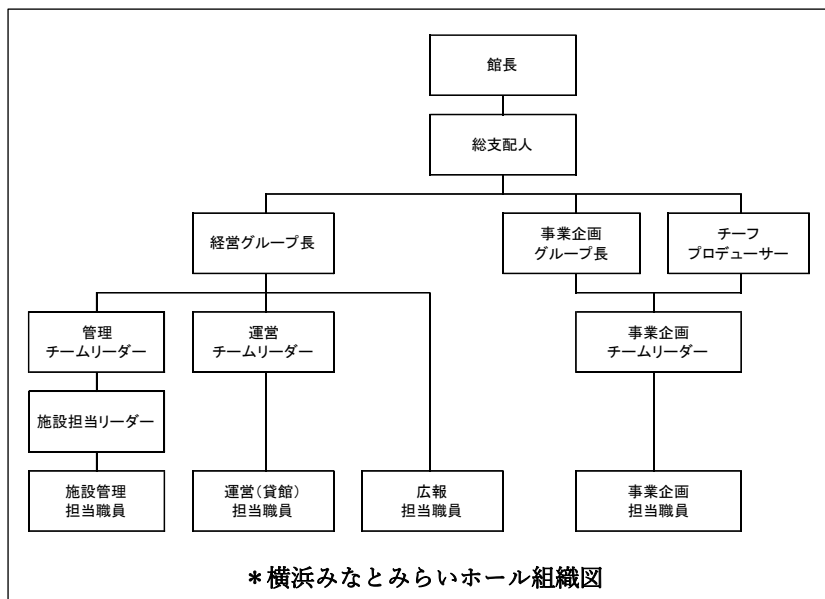 館長
総支配人
経営グループ長
事業企画
グループ長
チーフ
プロデューサー
管理
チームリーダー
運営
チームリーダー
事業企画
チームリーダー
施設担当リーダー
施設管理
担当職員
運営(貸館)
担当職員
広報
担当職員
事業企画
担当職員
*横浜みなとみらいホール組織図